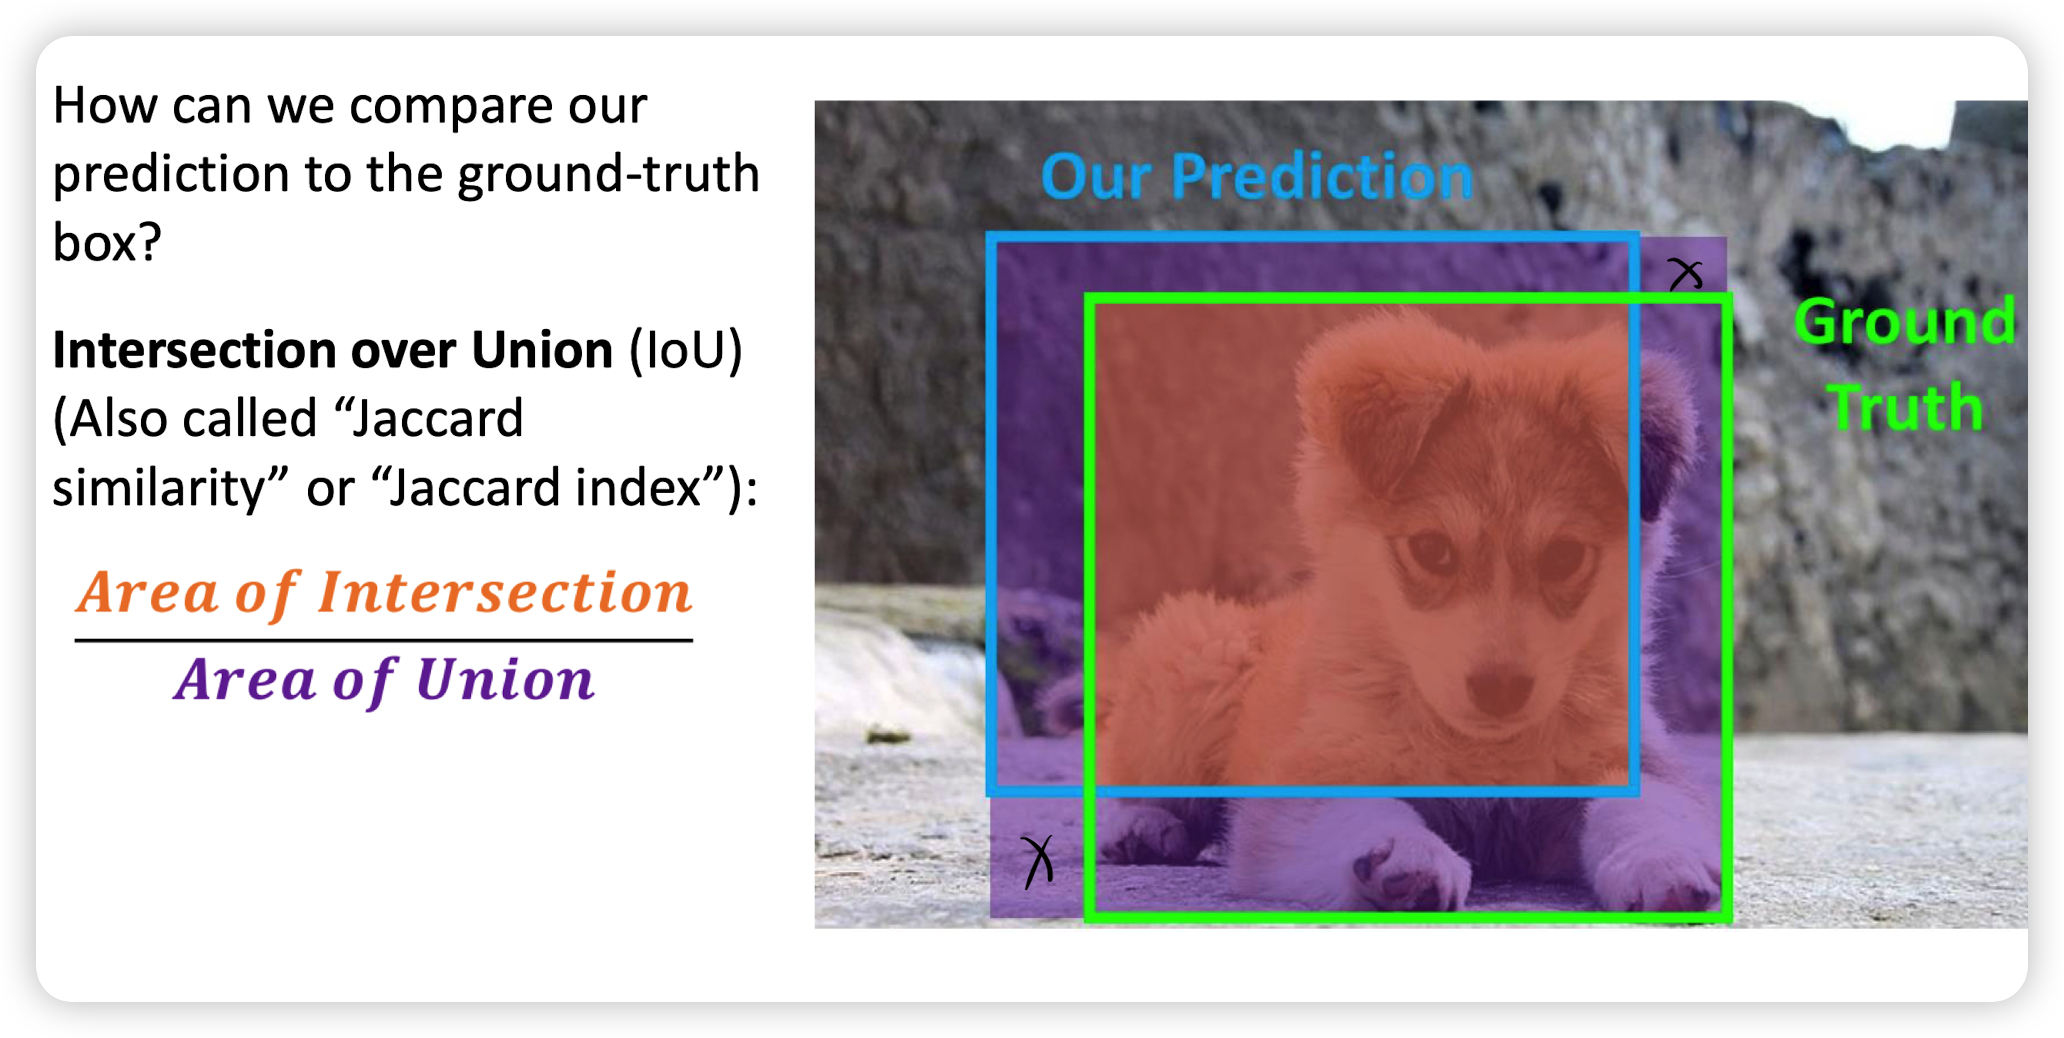 How can we compare our
prediction to the ground-truth
box?
Intersection over Union (IoU)
(Also called “Jaccard
similarity” or “Jaccard index”):
Area of Intersection
Area of Union
Our Prediction
Ground
Truth
X
X